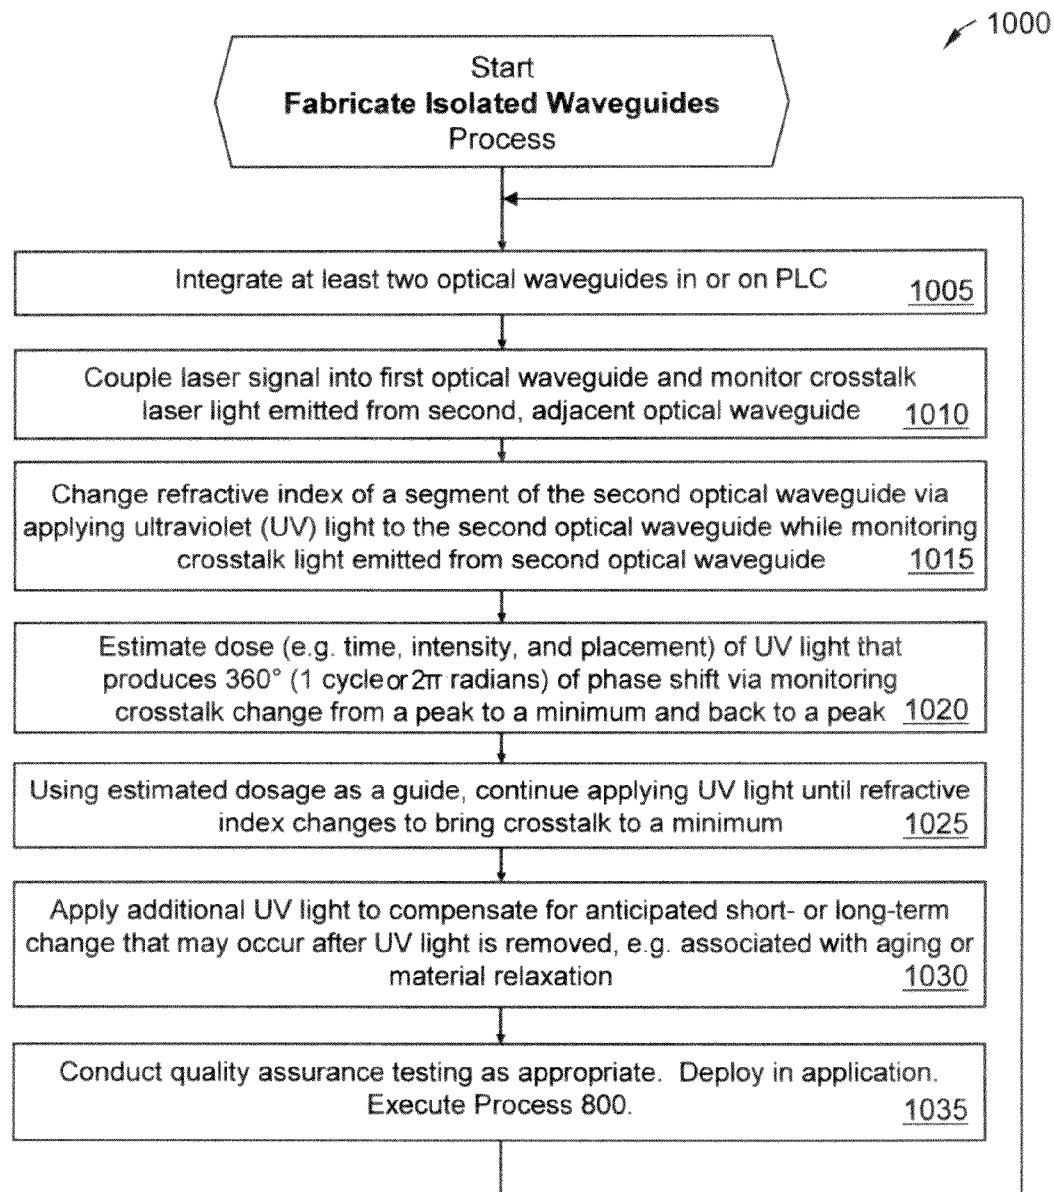 1000
Start
Fabricate Isolated Waveguides
Process
Integrate at least two optical waveguides in or on PLC
1005
Couple laser signal into first optical waveguide and monitor crosstalk
laser light emitted from second, adjacent optical waveguide
1010
Change refractive index of a segment of the second optical waveguide via
applying ultraviolet (UV) light to the second optical waveguide while monitoring
crosstalk light emitted from second optical waveguide
1015
Estimate dose (e.g. time, intensity, and placement) of UV light that
produces 360° (1 cycle or 2π radians) of phase shift via monitoring
crosstalk change from a peak to a minimum and back to a peak
1020
Using estimated dosage as a guide, continue applying UV light until refractive
index changes to bring crosstalk to a minimum
1025
Apply additional UV light to compensate for anticipated short- or long-term
change that may occur after UV light is removed, e.g. associated with aging or
material relaxation
1030
Conduct quality assurance testing as appropriate. Deploy in application.
Execute Process 800.
1035